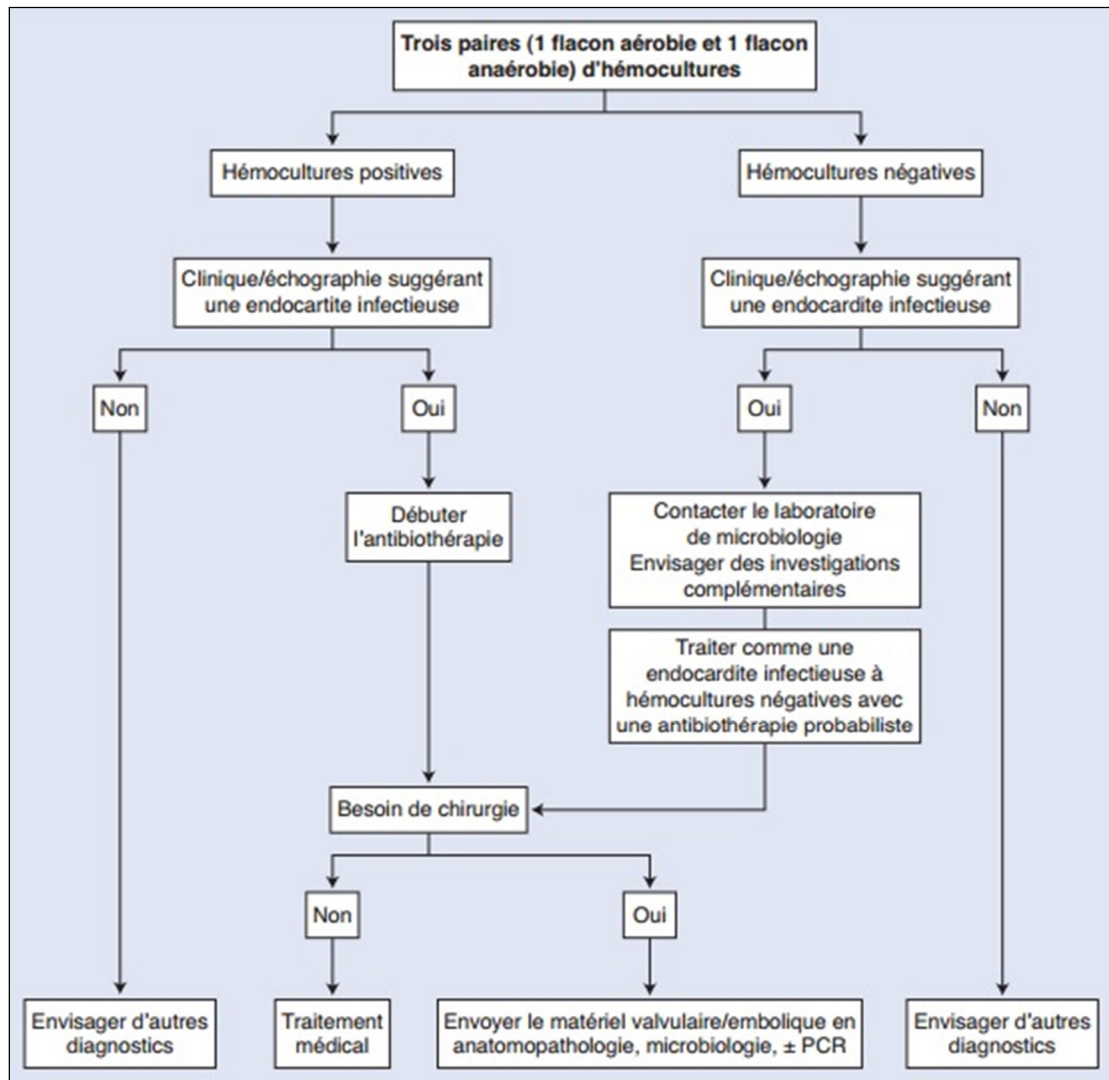 Trois paires (1 flacon aérobie et 1 flacon
anaérobie) d'hémocultures
Hémocultures positives
Hémocultures négatives
Clinique/échographie suggérant
une endocartite infectieuse
Clinique/échographie suggérant
une endocardite infectieuse
Non
Oui
Oui
Non
Débuter
l'antibiothérapie
Contacter le laboratoire
de microbiologie
Envisager des investigations
complémentaires
Traiter comme une
endocardite infectieuse à
hémocultures négatives avec
une antibiothérapie probabiliste
Besoin de chirurgie
Non
Oui
Envisager d'autres
diagnostics
Traitement
médical
Envoyer le matériel valvulaire/embolique en
anatomopathologie, microbiologie, ± PCR
Envisager d'autres
diagnostics